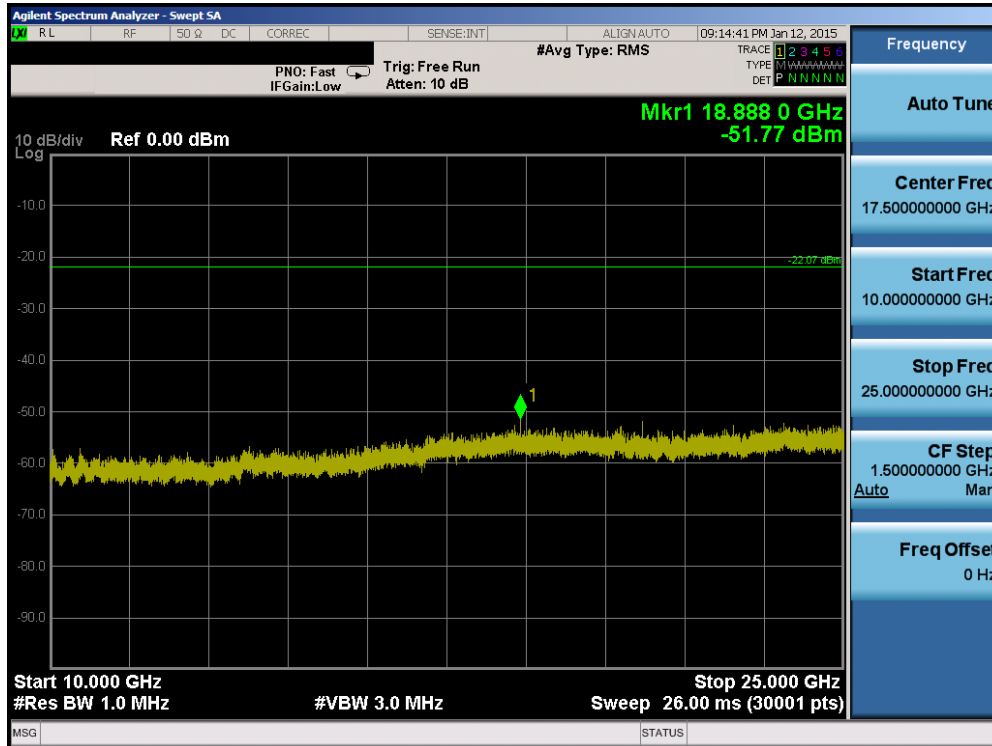 Agilent Spectrum Analyzer - Swept SA
LXI RL RF 50 Ω DC CORREC SENSE:INT ALIGN AUTO 09:14:41 PM Jan 12, 2015
#Avg Type: RMS TRACE 1 2 3 4 5 6
PNO: Fast Trig: Free Run TYPE M WWWWW
IFGain:Low Atten: 10 dB DET P N N N N N
Mkr1 18.888 0 GHz
-51.77 dBm
10 dB/div Ref 0.00 dBm
Log
-10.0
-20.0
-22.07 dBm
-30.0
-40.0
1
-50.0
-60.0
-70.0
-80.0
-90.0
Start 10.000 GHz Stop 25.000 GHz
#Res BW 1.0 MHz #VBW 3.0 MHz Sweep 26.00 ms (30001 pts)
MSG STATUS
Frequency
Auto Tune
Center Freq
17.500000000 GHz
Start Freq
10.000000000 GHz
Stop Freq
25.000000000 GHz
CF Step
1.500000000 GHz
Auto Man
Freq Offset
0 Hz